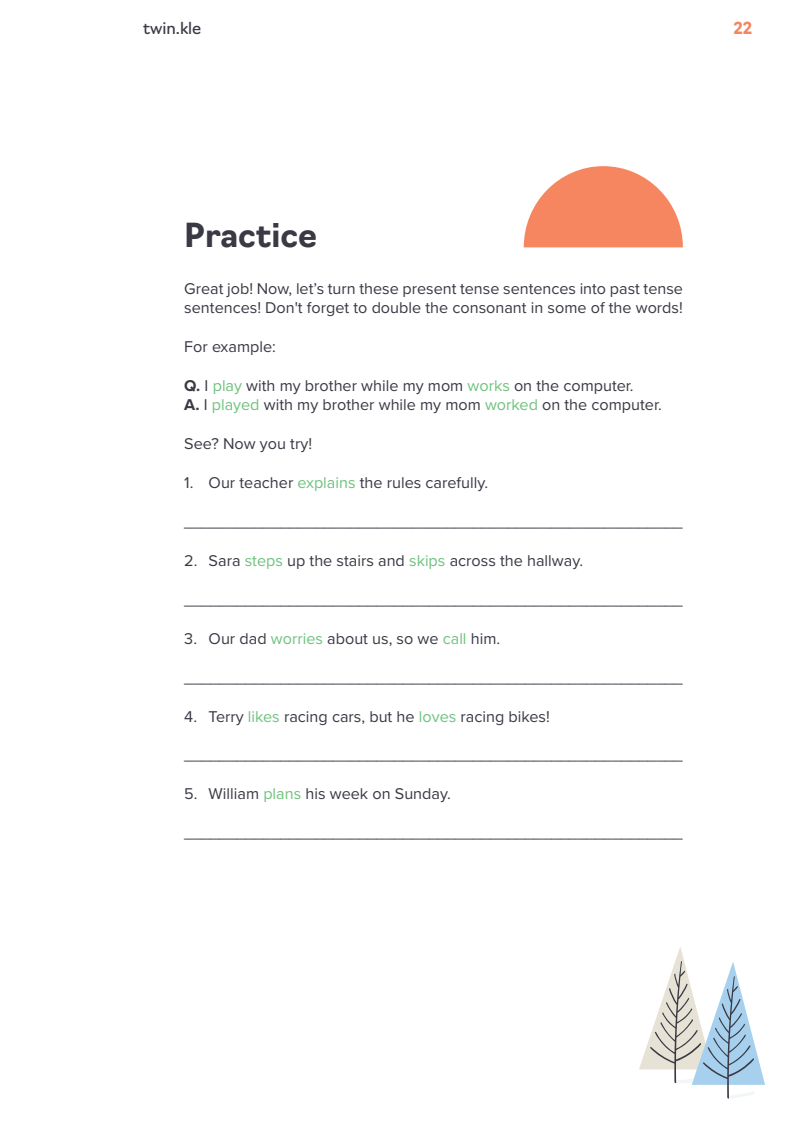 twin.kle
22
Practice
Great job! Now, let's turn these present tense sentences into past tense
sentences! Don't forget to double the consonant in some of the words!
For example:
Q. I play with my brother while my mom works on the computer.
A. I played with my brother while my mom worked on the computer.
See? Now you try!
1. Our teacher explains the rules carefully.
2. Sara steps up the stairs and skips across the hallway.
3. Our dad worries about us, so we call him.
4. Terry likes racing cars, but he loves racing bikes!
5. William plans his week on Sunday.